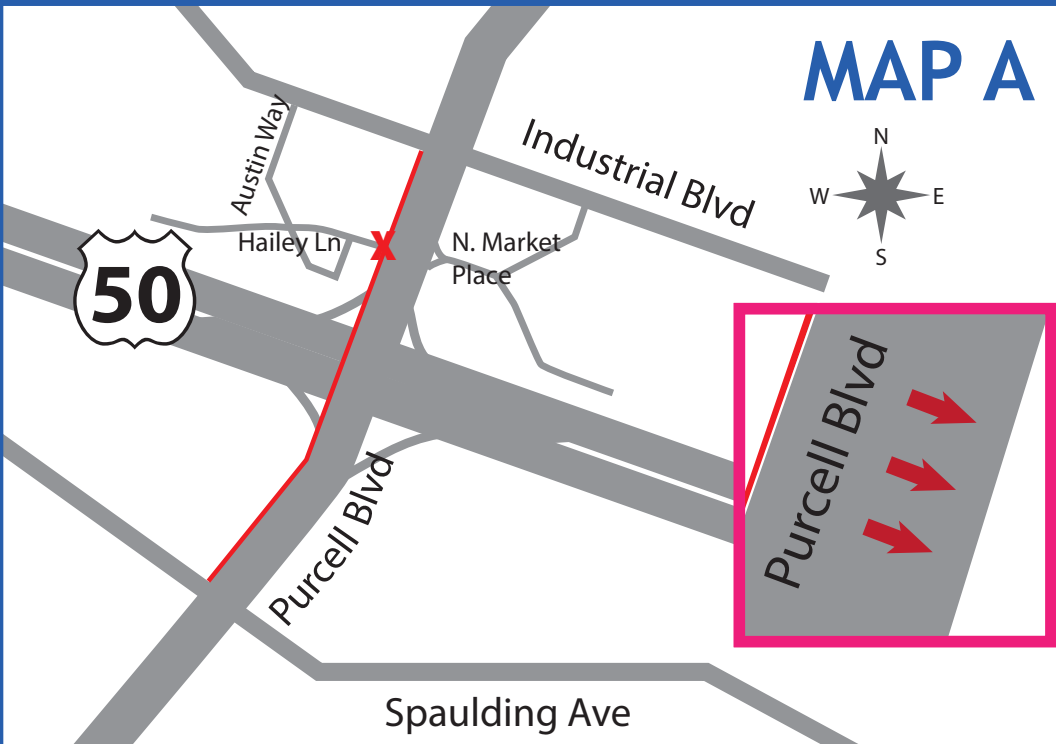 MAP A
N
W
E
S
Industrial Blvd
Austin Way
Hailey Ln
X
N. Market
Place
50
Purcell Blvd
Purcell Blvd
Spaulding Ave